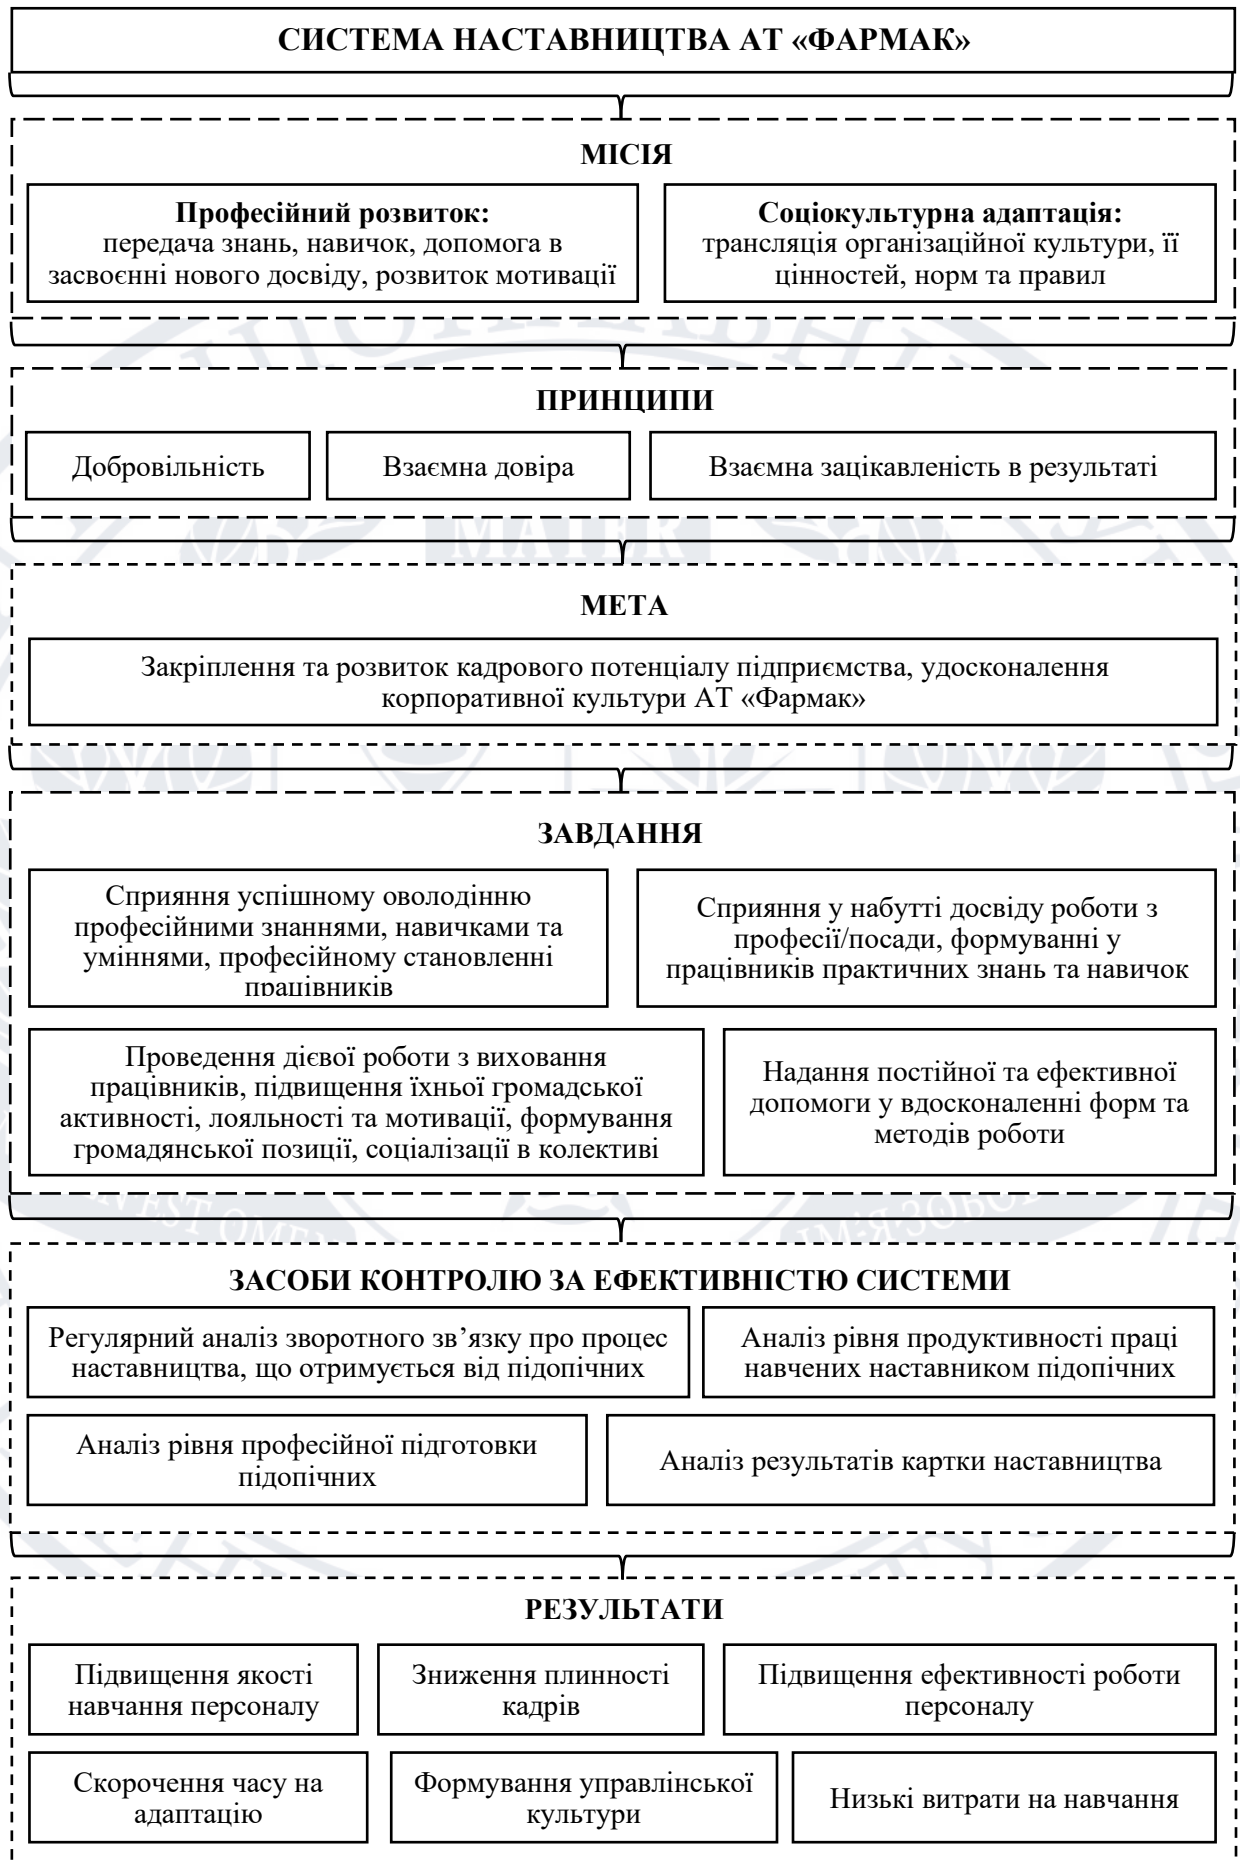 СИСТЕМА НАСТАВНИЦТВА АТ «ФАРМАК»
МІСІЯ
Професійний розвиток:
передача знань, навичок, допомога в
засвоєнні нового досвіду, розвиток мотивації
Соціокультурна адаптація:
трансляція організаційної культури, її
цінностей, норм та правил
ПРИНЦИПИ
Добровільність
Взаємна довіра
Взаємна зацікавленість в результаті
МЕТА
Закріплення та розвиток кадрового потенціалу підприємства, удосконалення
корпоративної культури АТ «Фармак»
ЗАВДАННЯ
Сприяння успішному оволодінню
професійними знаннями, навичками та
уміннями, професійному становленні
працівників
Сприяння у набутті досвіду роботи з
професії/посади, формуванні у
працівників практичних знань та навичок
Проведення дієвої роботи з виховання
працівників, підвищення їхньої громадської
активності, лояльності та мотивації, формування
громадянської позиції, соціалізації в колективі
Надання постійної та ефективної
допомоги у вдосконаленні форм та
методів роботи
ЗАСОБИ КОНТРОЛЮ ЗА ЕФЕКТИВНІСТЮ СИСТЕМИ
Регулярний аналіз зворотного зв’язку про процес
наставництва, що отримується від підопічних
Аналіз рівня продуктивності праці
навчених наставником підопічних
Аналіз рівня професійної підготовки
підопічних
Аналіз результатів картки наставництва
РЕЗУЛЬТАТИ
Підвищення якості
навчання персоналу
Зниження плинності
кадрів
Підвищення ефективності роботи
персоналу
Скорочення часу на
адаптацію
Формування управлінської
культури
Низькі витрати на навчання